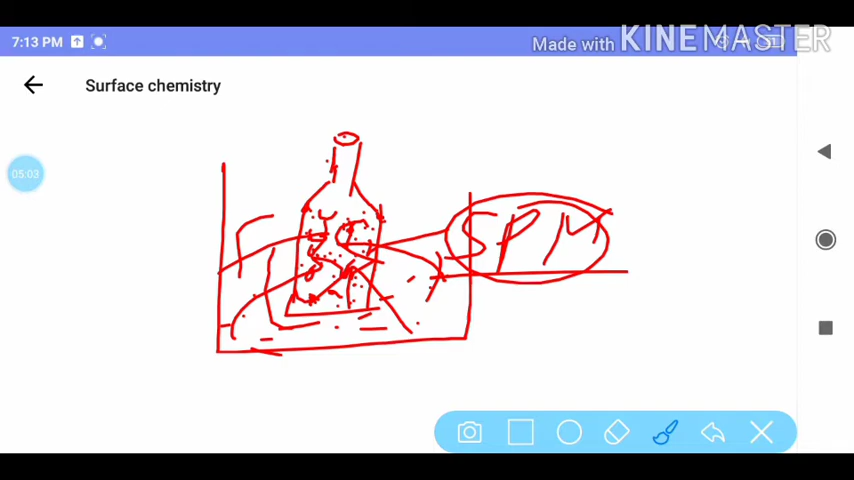 7:13 PM
Made with KINEMASTER
Surface chemistry
05:03
SPM